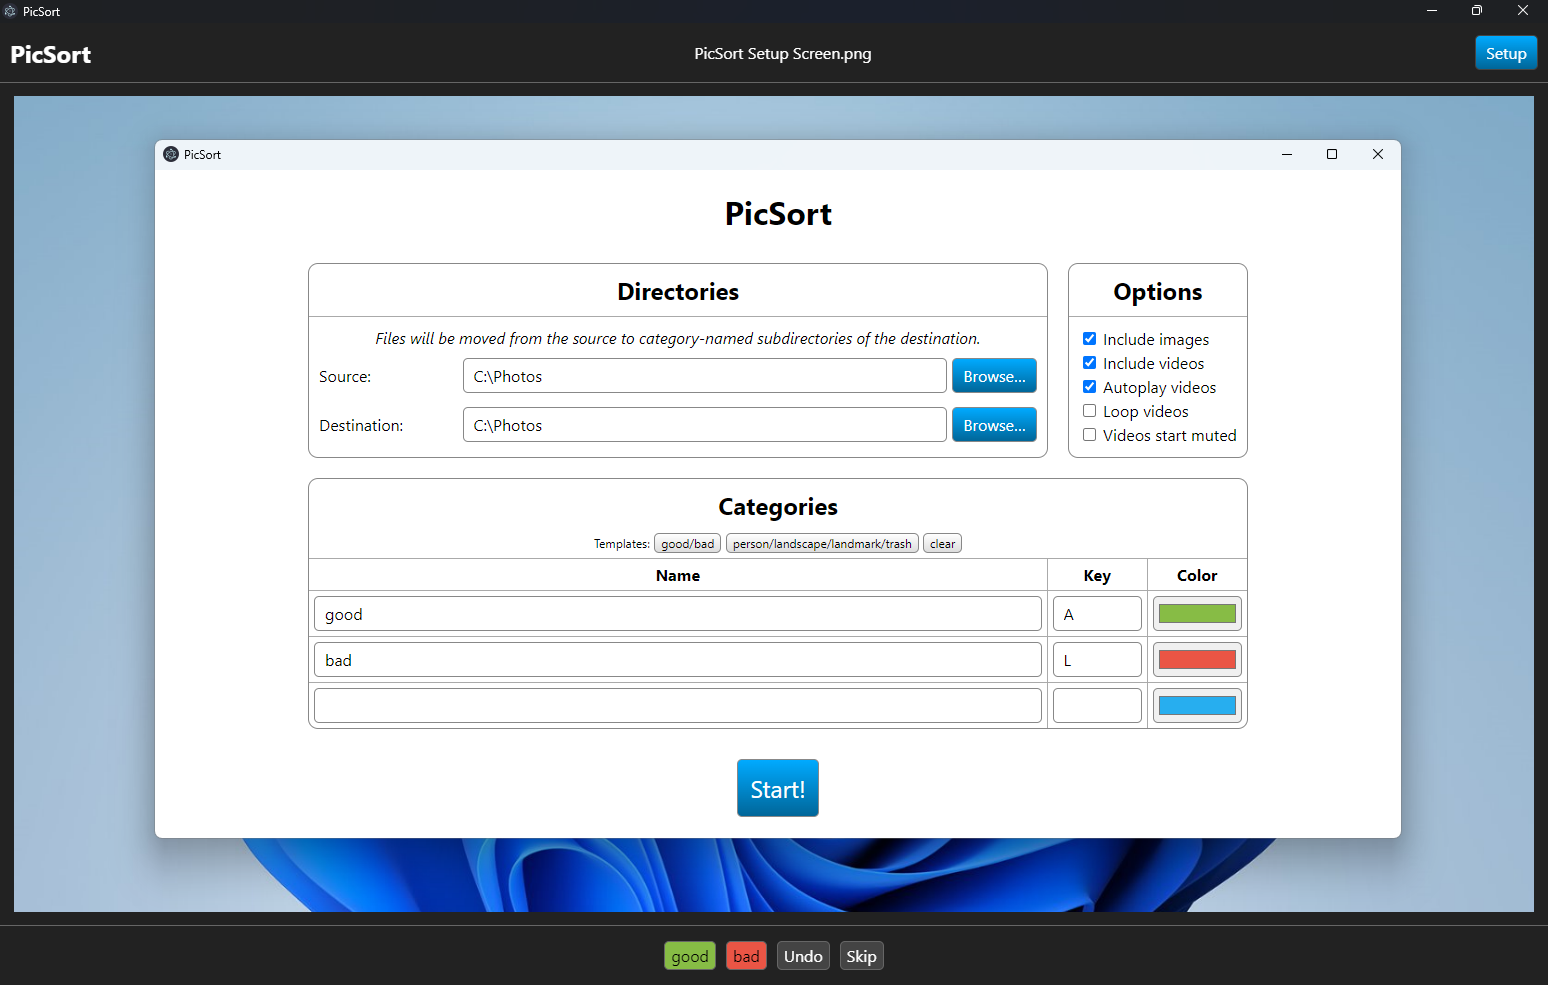 PicSort
PicSort
PicSort Setup Screen.png
Setup
PicSort
PicSort
Directories
Files will be moved from the source to category-named subdirectories of the destination.
Source:
C:\Photos
Browse...
Destination:
C:\Photos
Browse...
Options
Include images
Include videos
Autoplay videos
Loop videos
Videos start muted
Categories
Templates: good/bad person/landscape/landmark/trash clear
Name Key Color
good A
bad L
Start!
good bad Undo Skip